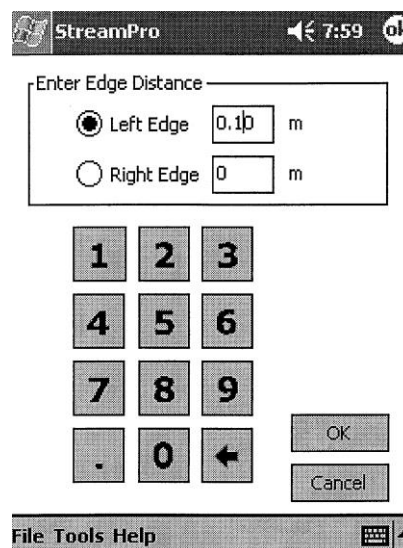 StreamPro 7:59 ok
Enter Edge Distance
Left Edge 0.10 m
Right Edge 0 m
1 2 3
4 5 6
7 8 9
. 0
OK
Cancel
File Tools Help